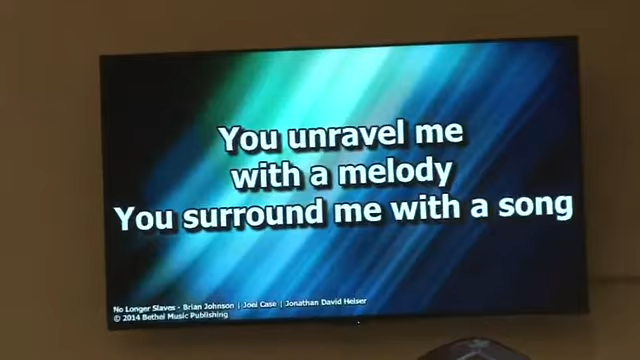 You unravel me
with a melody
You surround me with a song
No Longer Slaves - Brian Johnson | Joel Case | Jonathan David Helser
© 2014 Bethel Music Publishing